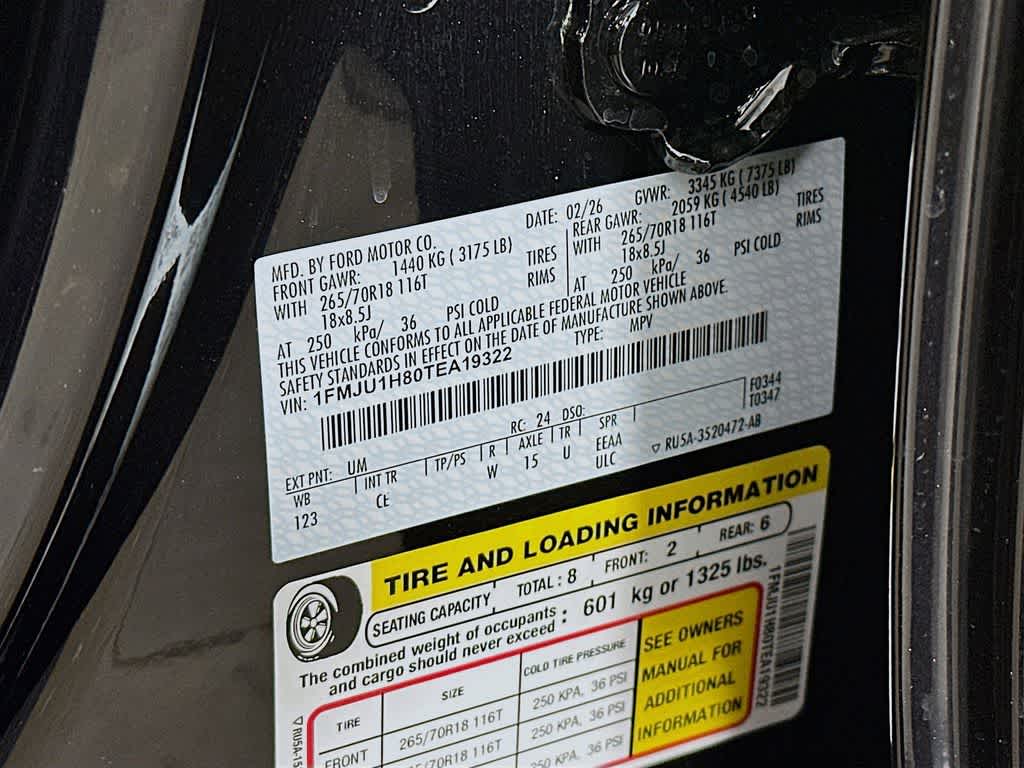 MFD. BY FORD MOTOR CO.
DATE: 02/26
GVWR: 3345 KG ( 7375 LB)
FRONT GAWR: 1440 KG ( 3175 LB)
REAR GAWR: 2059 KG ( 4540 LB)
WITH 265/70R18 116T TIRES
WITH 265/70R18 116T TIRES
18x8.5J RIMS
18x8.5J RIMS
AT 250 kPa/ 36 PSI COLD
AT 250 kPa/ 36 PSI COLD
THIS VEHICLE CONFORMS TO ALL APPLICABLE FEDERAL MOTOR VEHICLE
SAFETY STANDARDS IN EFFECT ON THE DATE OF MANUFACTURE SHOWN ABOVE.
VIN: 1FMJU1H80TEA19322
TYPE: MPV
EXT PNT: UM
RC: 24 DSO:
F0344
T0347
WB INT TR TP/PS R AXLE TR SPR
123 CE W 15 U EEAA
ULC
RU5A-3520472-AB
TIRE AND LOADING INFORMATION
SEATING CAPACITY TOTAL: 8 FRONT: 2 REAR: 6
The combined weight of occupants
and cargo should never exceed : 601 kg or 1325 lbs.
TIRE SIZE COLD TIRE PRESSURE
FRONT 265/70R18 116T 250 KPA, 36 PSI
265/70R18 116T 250 KPA, 36 PSI
250 KPA, 36 PSI
SEE OWNERS
MANUAL FOR
ADDITIONAL
INFORMATION
1FMJU1H80TEA19322
RU5A-15